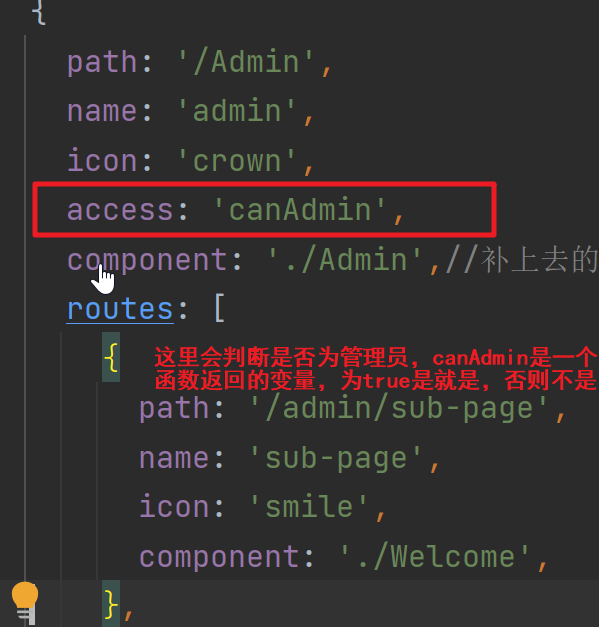 {
path: '/Admin',
name: 'admin',
icon: 'crown',
access: 'canAdmin',
component: './Admin',//补上去的
routes: [
{
这里会判断是否为管理员，canAdmin是一个
函数返回的变量，为true是就是，否则不是
path: '/admin/sub-page',
name: 'sub-page',
icon: 'smile',
component: './Welcome',
},